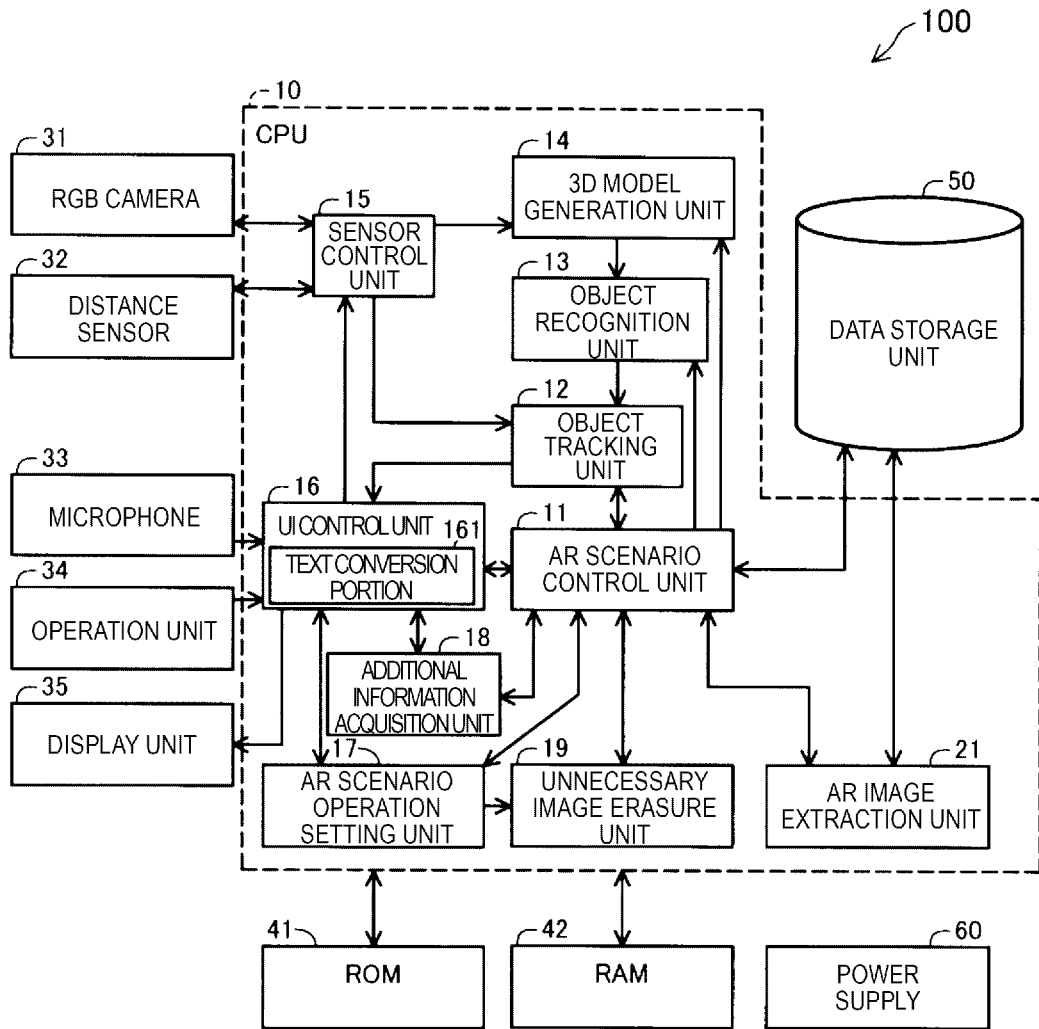 100
10
CPU
31
RGB CAMERA
32
DISTANCE
SENSOR
33
MICROPHONE
34
OPERATION UNIT
35
DISPLAY UNIT
15
SENSOR
CONTROL
UNIT
14
3D MODEL
GENERATION UNIT
13
OBJECT
RECOGNITION
UNIT
12
OBJECT
TRACKING
UNIT
50
DATA STORAGE
UNIT
16
UI CONTROL UNIT
161
TEXT CONVERSION
PORTION
11
AR SCENARIO
CONTROL UNIT
18
ADDITIONAL
INFORMATION
ACQUISITION UNIT
17
AR SCENARIO
OPERATION
SETTING UNIT
19
UNNECESSARY
IMAGE ERASURE
UNIT
21
AR IMAGE
EXTRACTION UNIT
41
ROM
42
RAM
60
POWER
SUPPLY